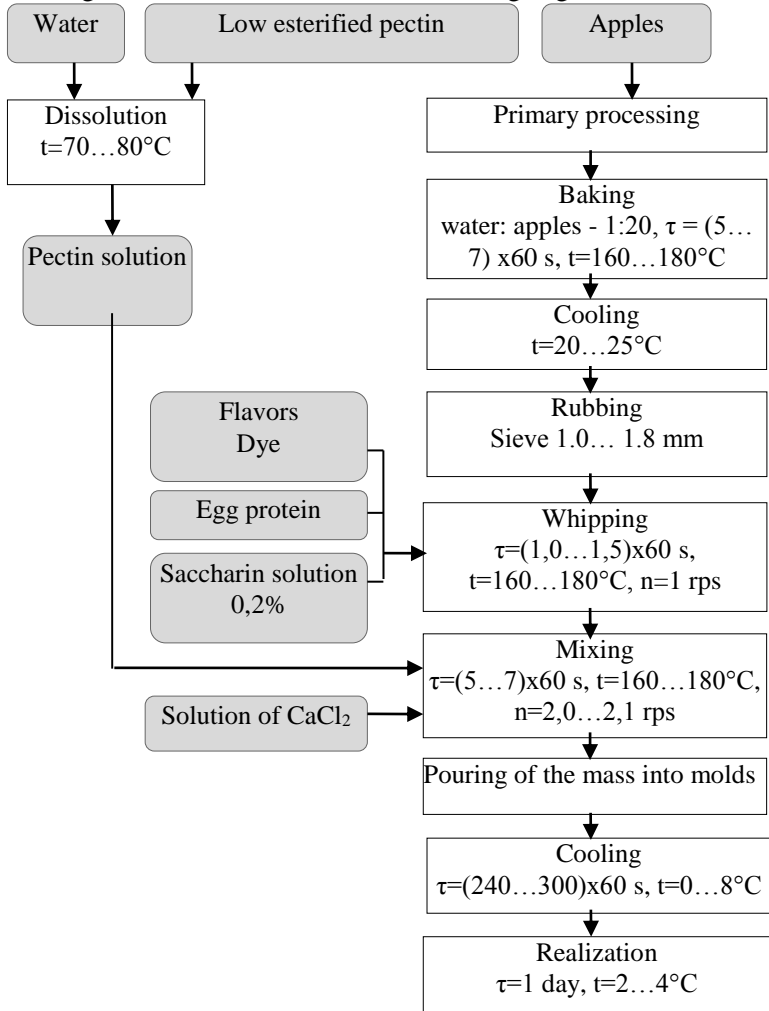 Water
Low esterified pectin
Apples
Dissolution
t=70…80°C
Primary processing
Baking
water: apples - 1:20, τ = (5…
7) x60 s, t=160…180°C
Pectin solution
Cooling
t=20…25°C
Rubbing
Sieve 1.0… 1.8 mm
Flavors
Dye
Egg protein
Saccharin solution
0,2%
Whipping
τ=(1,0…1,5)x60 s,
t=160…180°C, n=1 rps
Mixing
τ=(5…7)x60 s, t=160…180°C,
n=2,0…2,1 rps
Solution of CaCl₂
Pouring of the mass into molds
Cooling
τ=(240…300)x60 s, t=0…8°C
Realization
τ=1 day, t=2…4°C